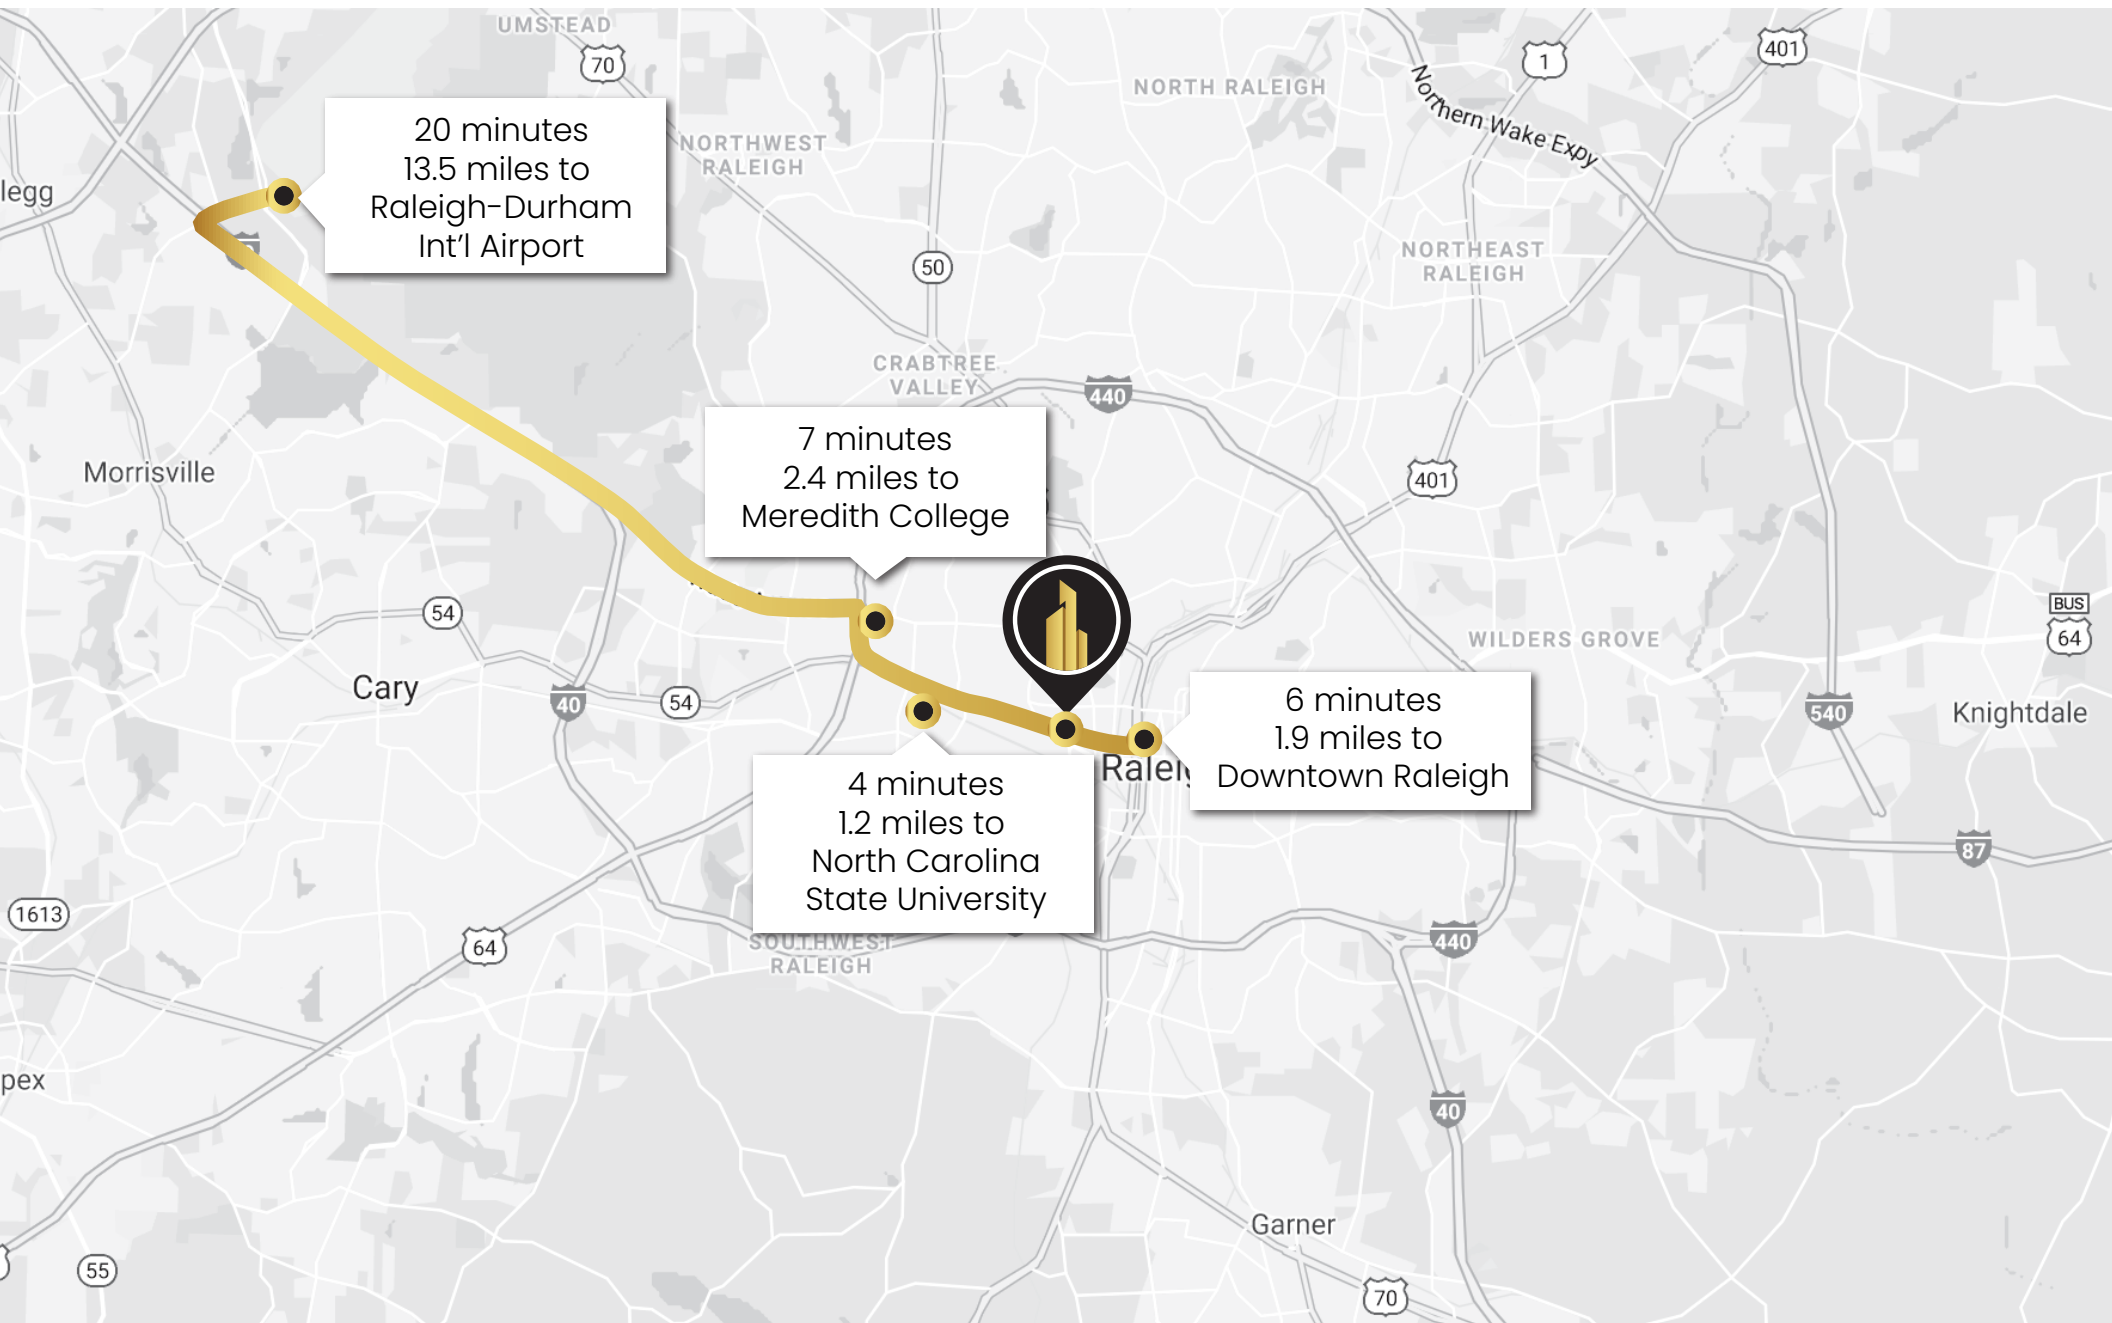 UMSTEAD
70
1
401
NORTH RALEIGH
Northern Wake Expy
20 minutes
13.5 miles to
Raleigh-Durham
Int'l Airport
NORTHWEST
RALEIGH
legg
50
NORTHEAST
RALEIGH
CRABTREE
VALLEY
440
7 minutes
2.4 miles to
Meredith College
401
Morrisville
54
BUS
64
WILDERS GROVE
Cary
40
54
6 minutes
1.9 miles to
Downtown Raleigh
540
Knightdale
Raleig
4 minutes
1.2 miles to
North Carolina
State University
87
1613
64
SOUTHWEST
RALEIGH
440
pex
40
Garner
55
70